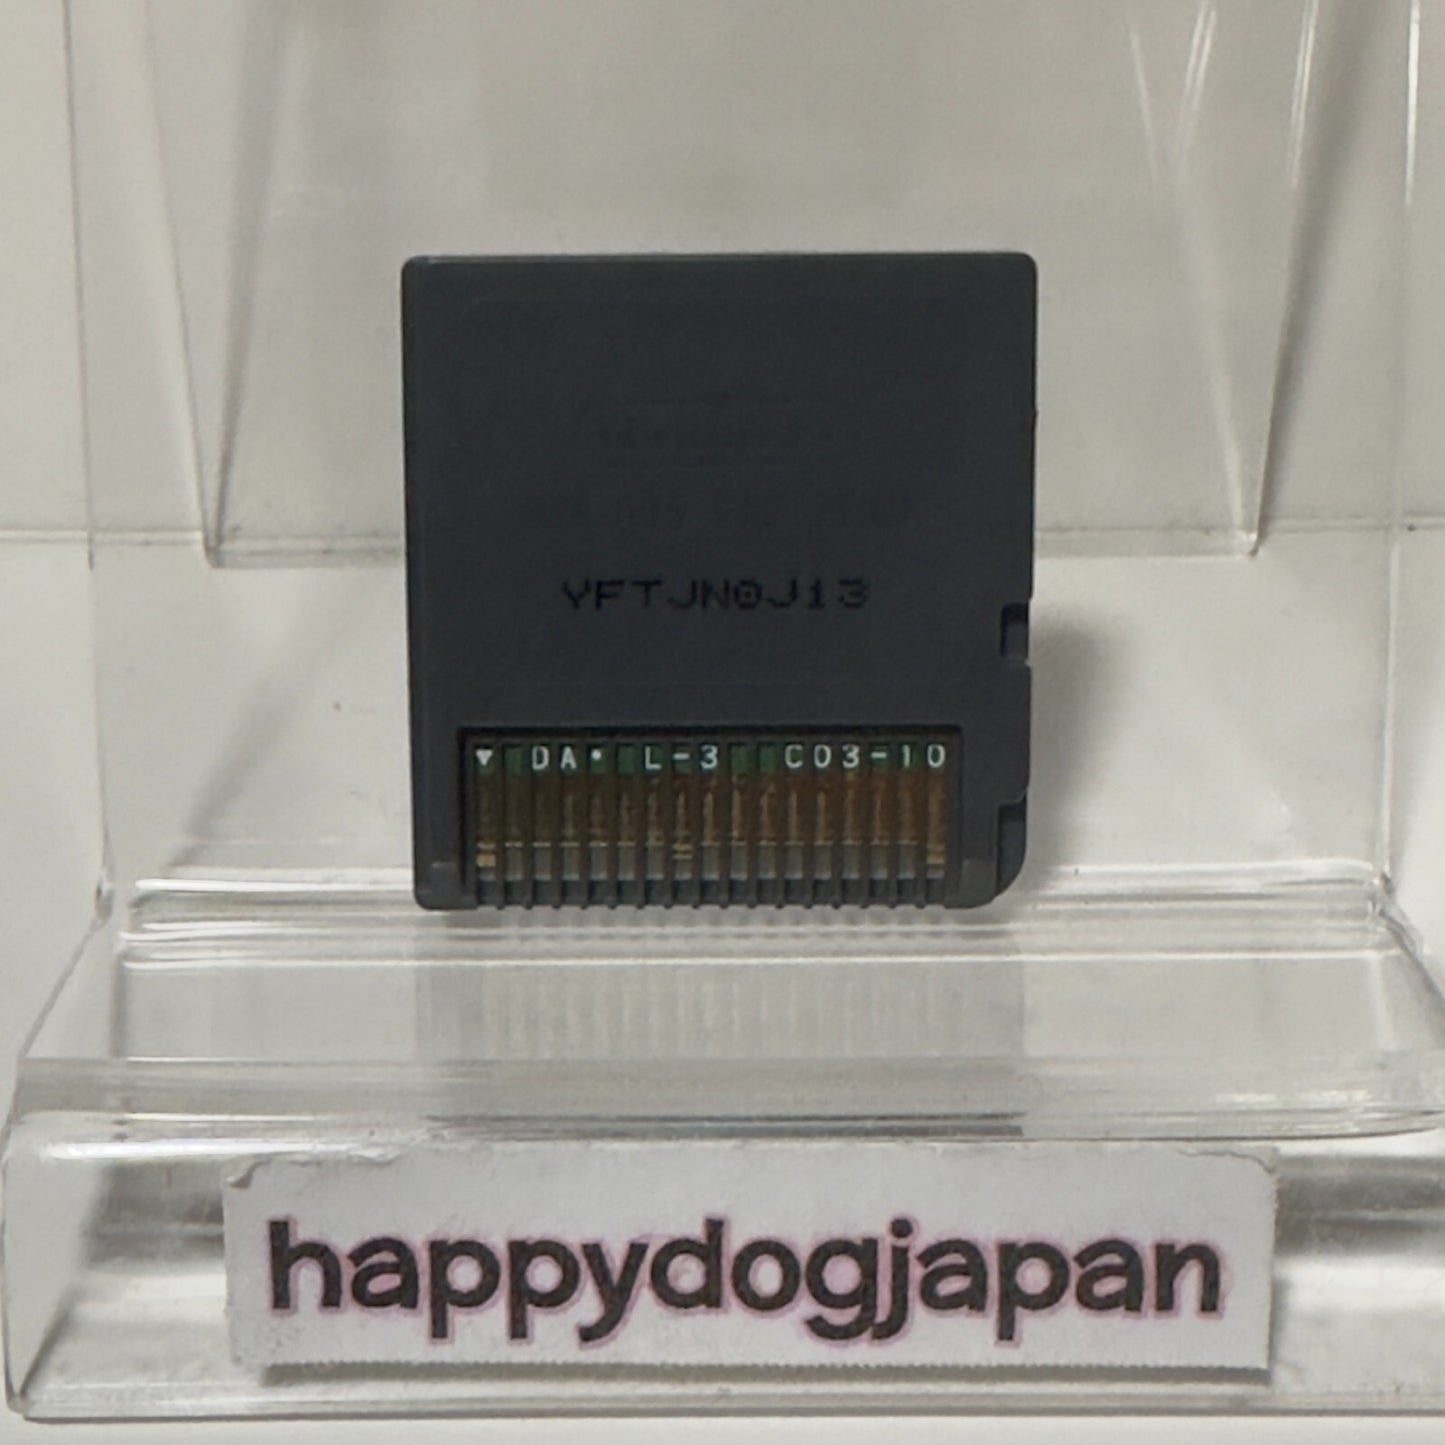 YFTJN0J13
▼ DA• L-3 C03-10
happydogjapan